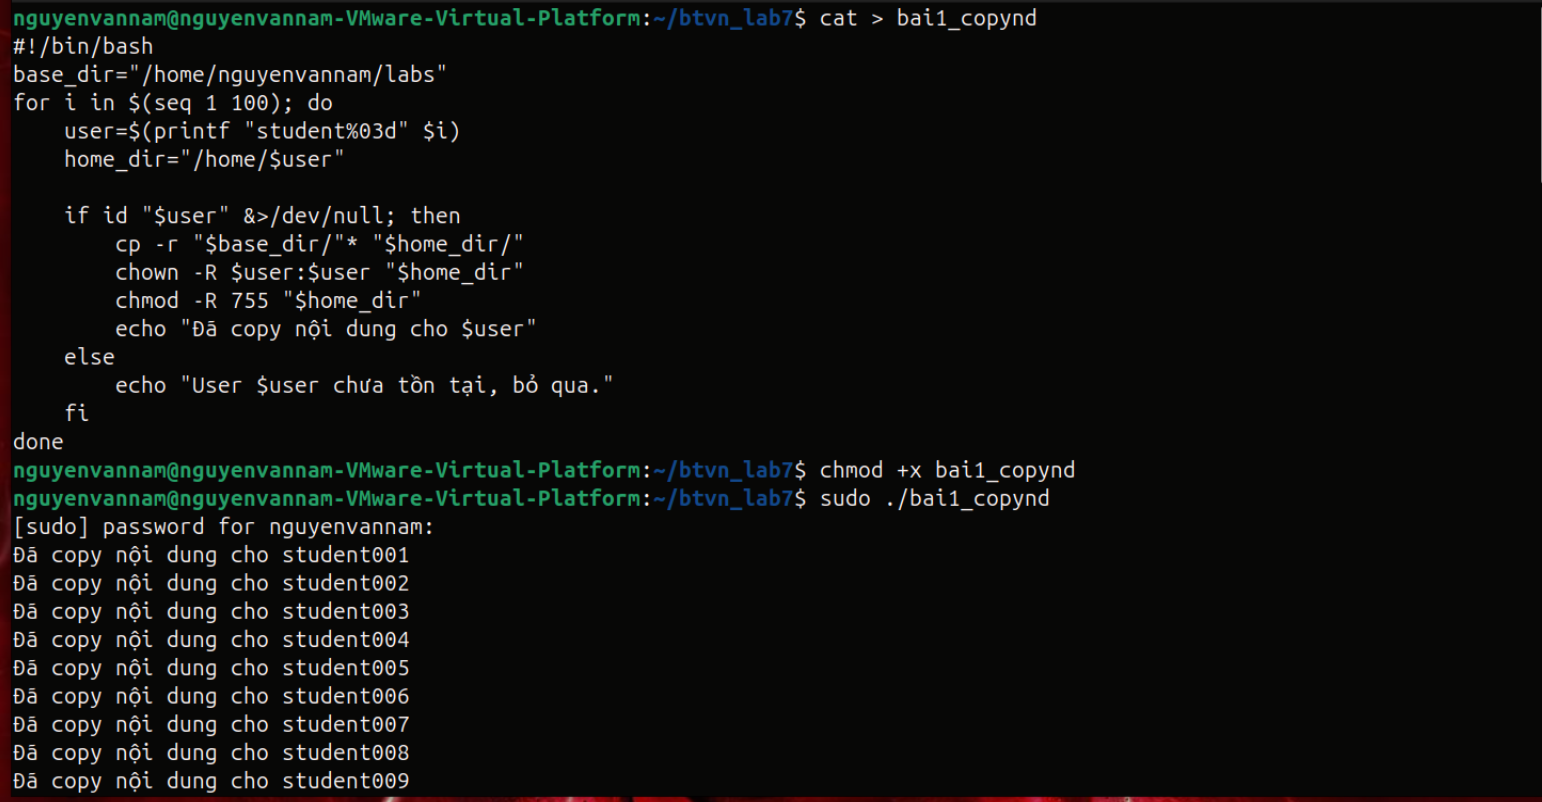 nguyenvannam@nguyenvannam-VMware-Virtual-Platform:~/btvn_lab7$ cat > bai1_copynd
#!/bin/bash
base_dir="/home/nguyenvannam/labs"
for i in $(seq 1 100); do
    user=$(printf "student%03d" $i)
    home_dir="/home/$user"

    if id "$user" &>/dev/null; then
        cp -r "$base_dir/"* "$home_dir/"
        chown -R $user:$user "$home_dir"
        chmod -R 755 "$home_dir"
        echo "Đã copy nội dung cho $user"
    else
        echo "User $user chưa tồn tại, bỏ qua."
    fi
done
nguyenvannam@nguyenvannam-VMware-Virtual-Platform:~/btvn_lab7$ chmod +x bai1_copynd
nguyenvannam@nguyenvannam-VMware-Virtual-Platform:~/btvn_lab7$ sudo ./bai1_copynd
[sudo] password for nguyenvannam:
Đã copy nội dung cho student001
Đã copy nội dung cho student002
Đã copy nội dung cho student003
Đã copy nội dung cho student004
Đã copy nội dung cho student005
Đã copy nội dung cho student006
Đã copy nội dung cho student007
Đã copy nội dung cho student008
Đã copy nội dung cho student009